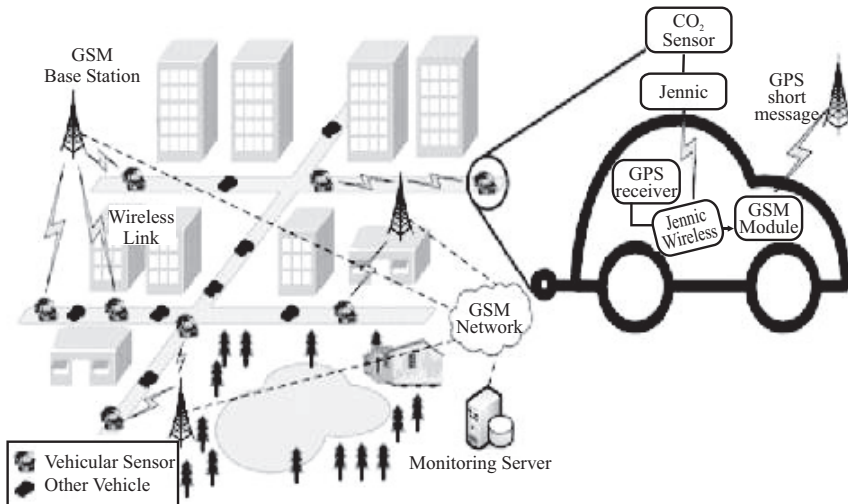 GSM
Base Station
CO₂
Sensor
Jennic
GPS
short
message
GPS
receiver
Jennic
Wireless
GSM
Module
Wireless
Link
GSM
Network
Monitoring Server
Vehicular Sensor
Other Vehicle